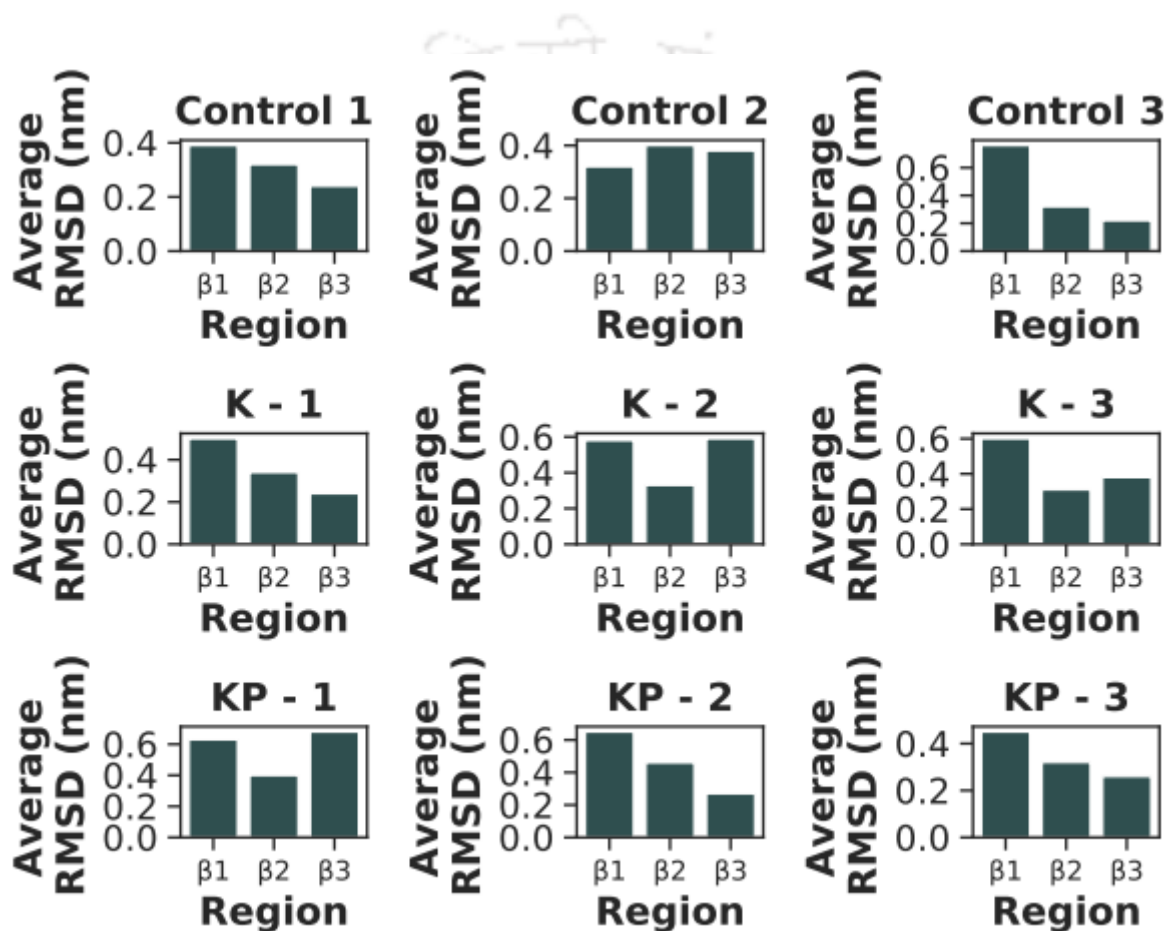 Control 1
Average
RMSD (nm)
0.4
0.2
0.0
β1 β2 β3
Region
Control 2
Average
RMSD (nm)
0.4
0.2
0.0
β1 β2 β3
Region
Control 3
Average
RMSD (nm)
0.6
0.4
0.2
0.0
β1 β2 β3
Region
K - 1
Average
RMSD (nm)
0.4
0.2
0.0
β1 β2 β3
Region
K - 2
Average
RMSD (nm)
0.6
0.4
0.2
0.0
β1 β2 β3
Region
K - 3
Average
RMSD (nm)
0.6
0.4
0.2
0.0
β1 β2 β3
Region
KP - 1
Average
RMSD (nm)
0.6
0.4
0.2
0.0
β1 β2 β3
Region
KP - 2
Average
RMSD (nm)
0.6
0.4
0.2
0.0
β1 β2 β3
Region
KP - 3
Average
RMSD (nm)
0.4
0.2
0.0
β1 β2 β3
Region